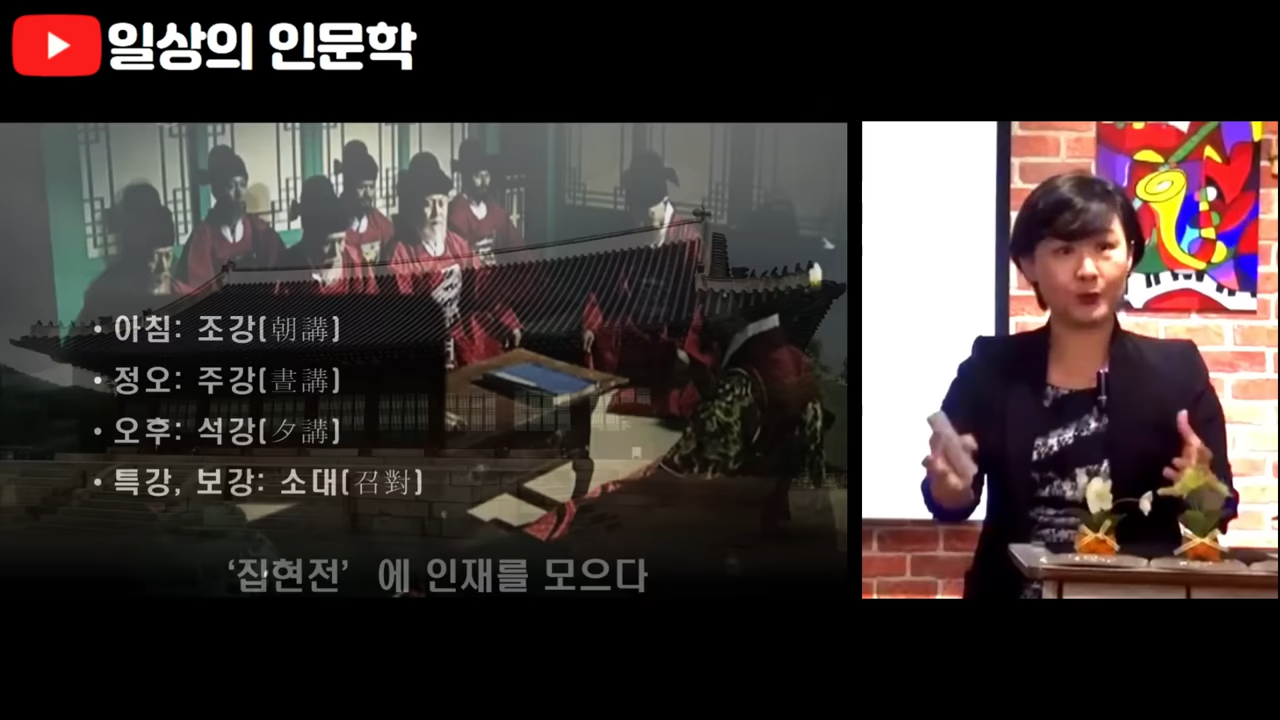 일상의 인문학
• 아침: 조강(朝講)
• 정오: 주강(晝講)
• 오후: 석강(夕講)
• 특강, 보강: 소대(召對)
‘집현전’ 에 인재를 모으다